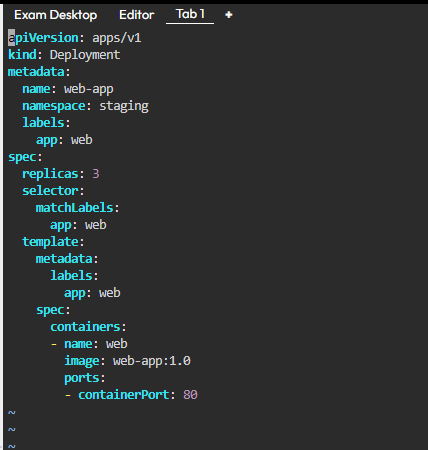 Exam Desktop Editor Tab 1 +
apiVersion: apps/v1
kind: Deployment
metadata:
  name: web-app
  namespace: staging
  labels:
    app: web
spec:
  replicas: 3
  selector:
    matchLabels:
      app: web
  template:
    metadata:
      labels:
        app: web
    spec:
      containers:
      - name: web
        image: web-app:1.0
        ports:
        - containerPort: 80
~
~
~